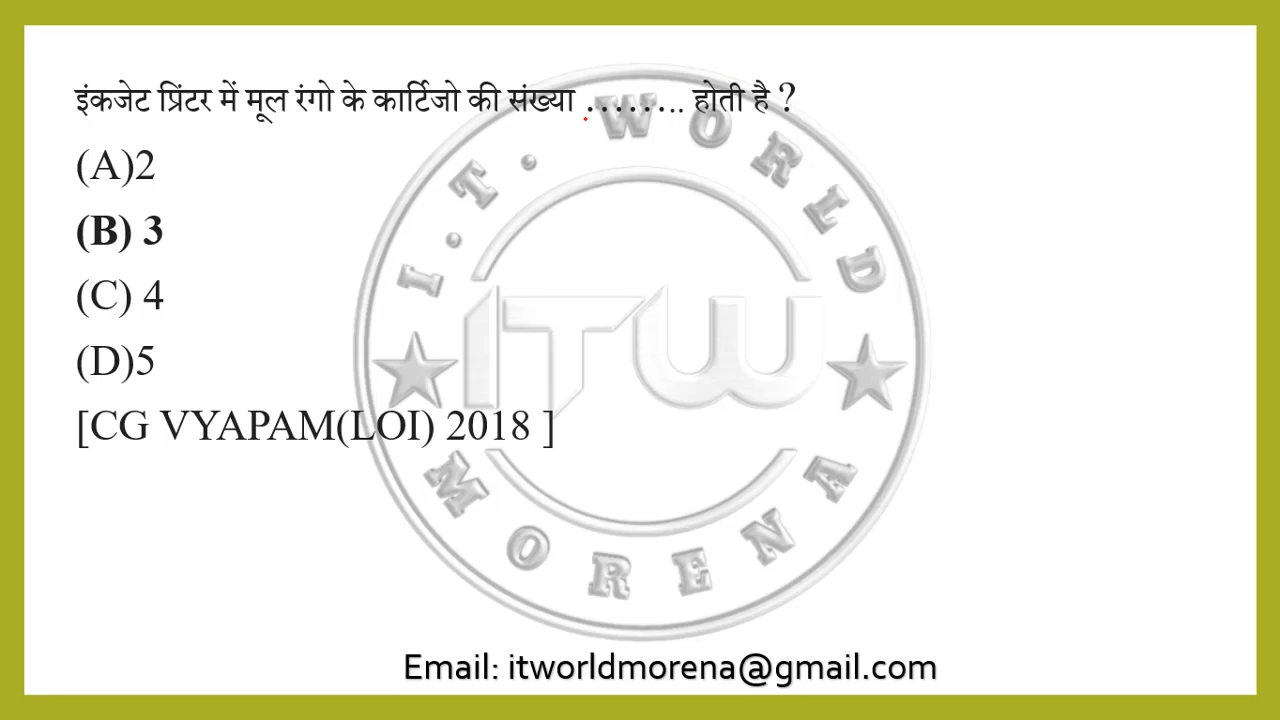 इंकजेट प्रिंटर में मूल रंगो के कार्टिजो की संख्या …….. होती है ?
(A)2
(B) 3
(C) 4
(D)5
[CG VYAPAM(LOI) 2018 ]
I.T. WORLD
ITW
MORENA
Email: itworldmorena@gmail.com